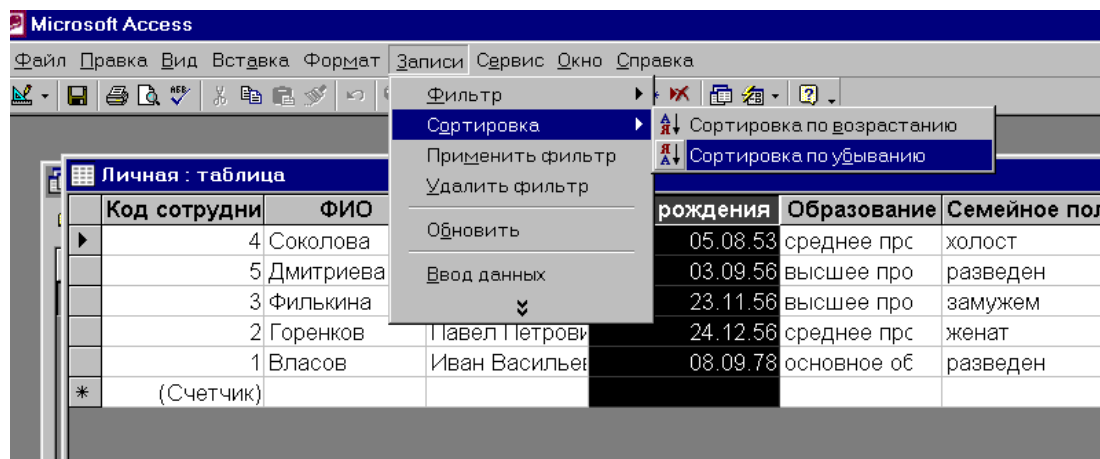 Microsoft Access
Файл Правка Вид Вставка Формат Записи Сервис Окно Справка
Фильтр
Сортировка
Сортировка по возрастанию
Применить фильтр
Сортировка по убыванию
Удалить фильтр
Обновить
Ввод данных
Личная : таблица
Код сотрудни ФИО рождения Образование Семейное пол
4 Соколова 05.08.53 среднее прс холост
5 Дмитриева 03.09.56 высшее про разведен
3 Филькина 23.11.56 высшее про замужем
2 Горенков Павел Петрови 24.12.56 среднее прс женат
1 Власов Иван Васильев 08.09.78 основное об разведен
(Счетчик)